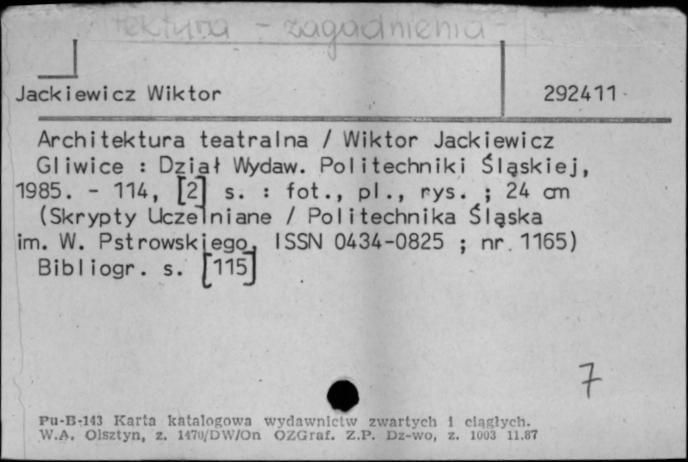 tektura - zagadnienia -
Jackiewicz Wiktor 292411
Architektura teatralna / Wiktor Jackiewicz
Gliwice : Dział Wydaw. Politechniki Śląskiej,
1985. - 114, [2] s. : fot., pl., rys. ; 24 cm
(Skrypty Uczelniane / Politechnika Śląska
im. W. Pstrowskiego, ISSN 0434-0825 ; nr 1165)
Bibliogr. s. [115]
7
Pu-B-143 Karta katalogowa wydawnictw zwartych i ciągłych.
W.A. Olsztyn, z. 1470/DW/On OZGraf. Z.P. Dz-wo, z. 1003 11.87